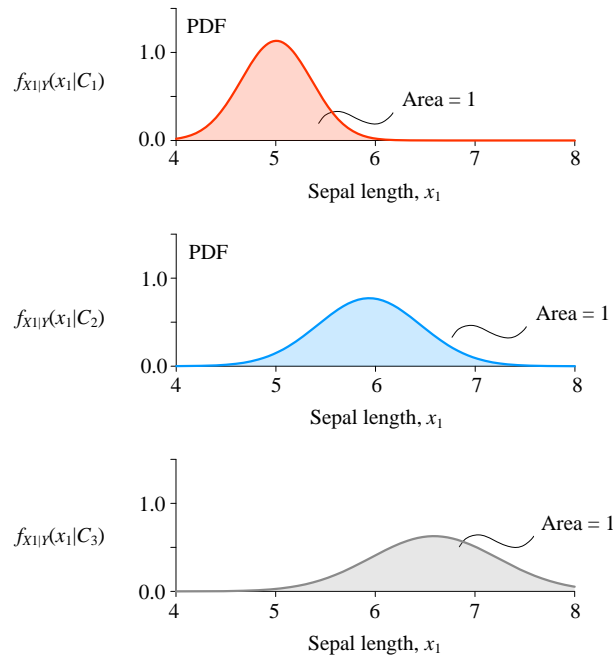 PDF
1.0
f_{X1|Y}(x_1|C_1)
Area = 1
0.0
4 5 6 7 8
Sepal length, x_1
PDF
1.0
f_{X1|Y}(x_1|C_2)
Area = 1
0.0
4 5 6 7 8
Sepal length, x_1
1.0
f_{X1|Y}(x_1|C_3)
Area = 1
0.0
4 5 6 7 8
Sepal length, x_1